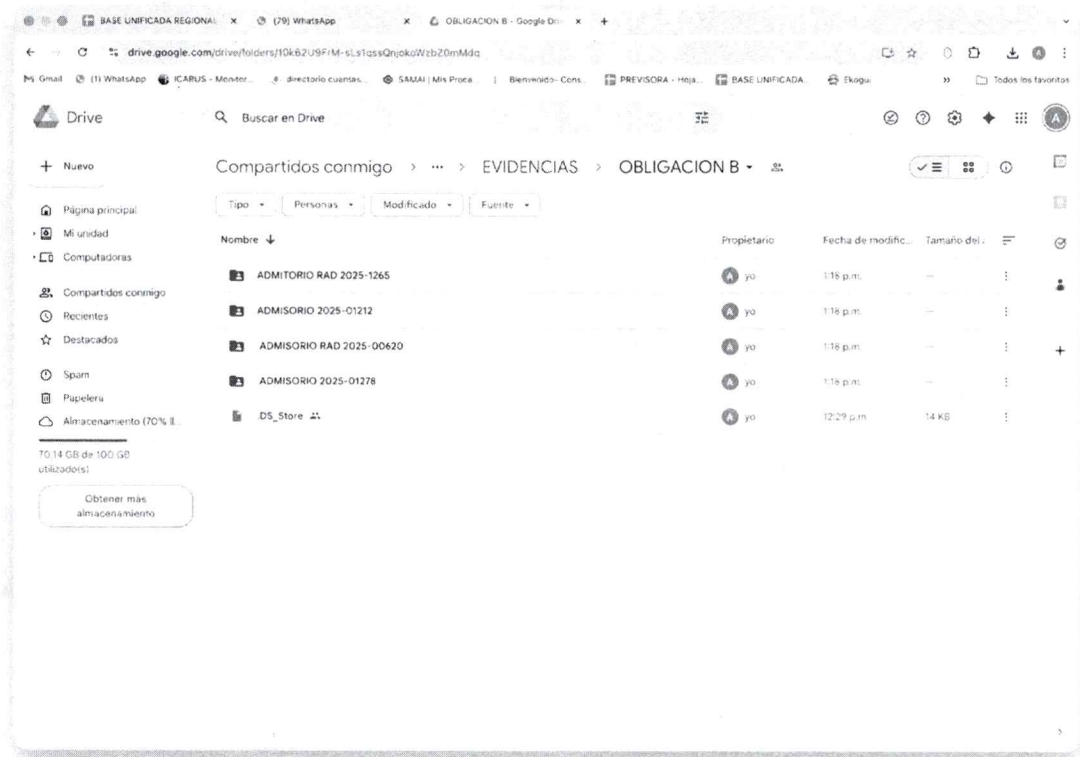 BASE UNIFICADA REGIONAL × (79) WhatsApp × OBLIGACION B - Google Dri × +
drive.google.com/drive/folders/
Gmail (1) WhatsApp ICARUS - Moniter... directorio cuentas... SAMAI | Mis Proce... Bienvenido- Cons... PREVISORA - Hoja... BASE UNIFICADA... Ekogui » Todos los favoritos
Drive Buscar en Drive A
+ Nuevo Compartidos conmigo > ... > EVIDENCIAS > OBLIGACION B
Tipo Personas Modificado Fuente
Página principal
Mi unidad
Computadoras
Compartidos conmigo
Recientes
Destacados
Spam
Papelera
Almacenamiento (70% ll...
70.14 GB de 100 GB
utilizado(s)
Obtener más
almacenamiento
Nombre ↓ Propietario Fecha de modific... Tamaño del
ADMITORIO RAD 2025-1265 A yo 1:18 p.m. —
ADMISORIO 2025-01212 A yo 1:18 p.m. —
ADMISORIO RAD 2025-00620 A yo 1:18 p.m. —
ADMISORIO 2025-01278 A yo 1:18 p.m. —
.DS_Store A yo 12:29 p.m. 14 KB